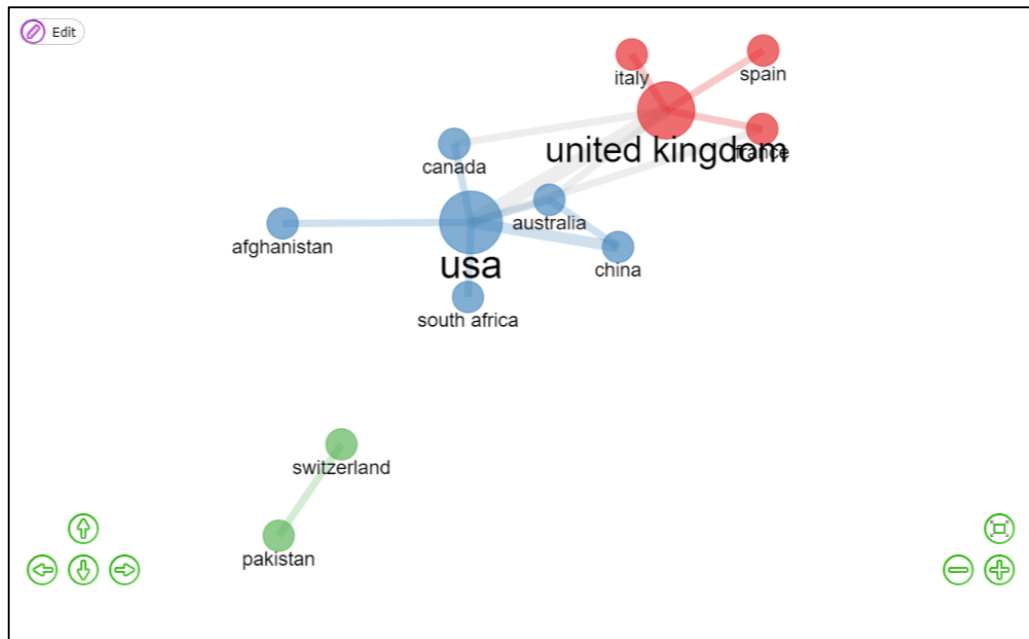 Edit
italy
spain
united kingdom
france
canada
australia
afghanistan
usa
china
south africa
switzerland
pakistan